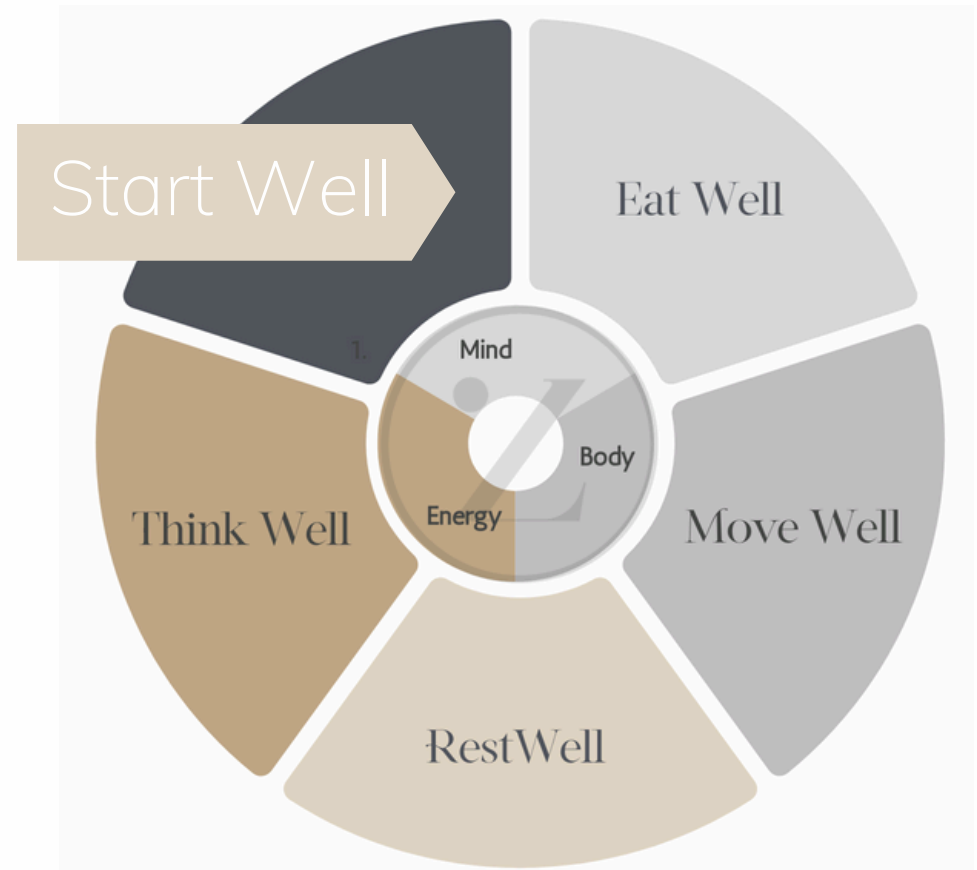 Start Well
Eat Well
1.
Mind
Body
Energy
Think Well
Move Well
RestWell